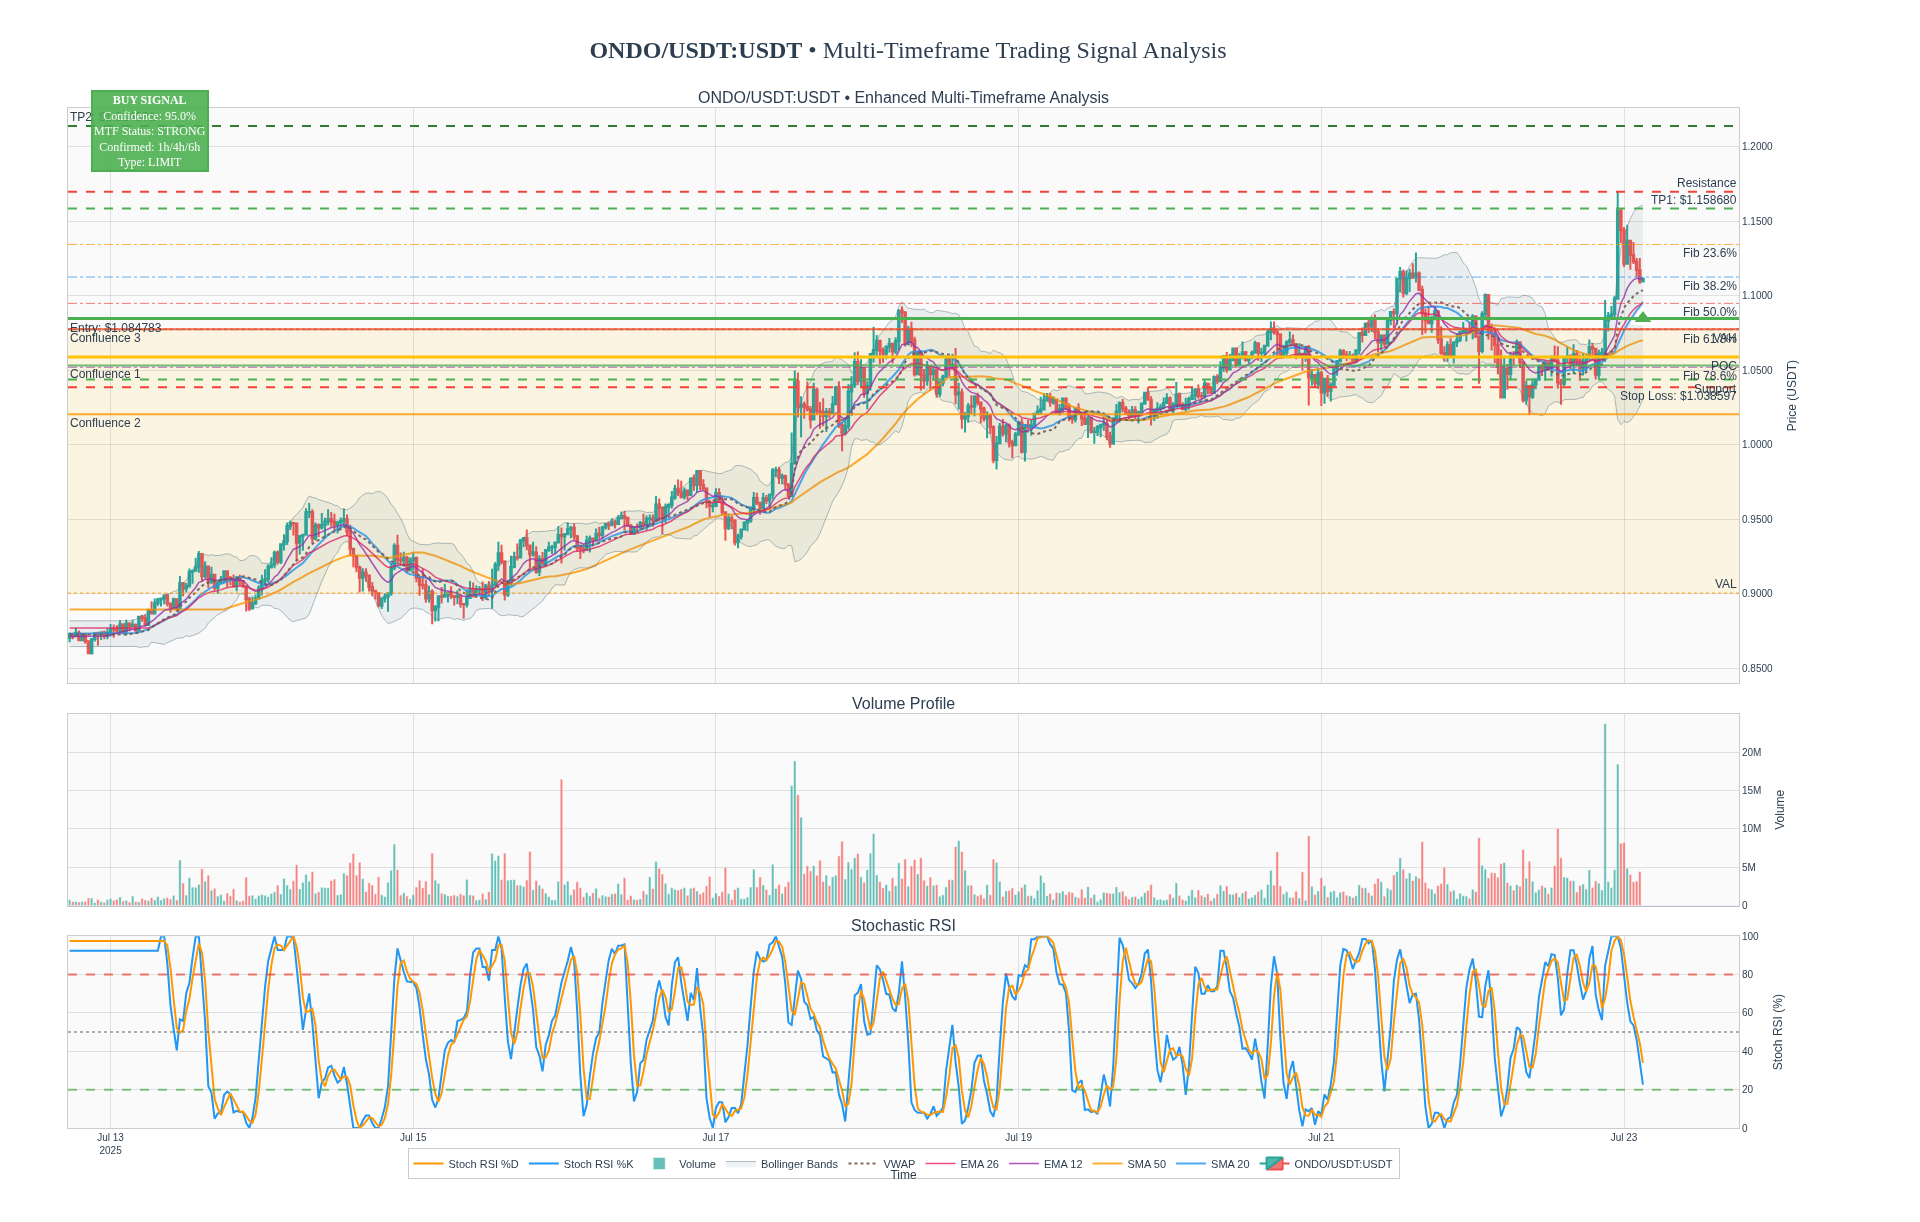 ONDO/USDT:USDT • Multi-Timeframe Trading Signal Analysis
ONDO/USDT:USDT • Enhanced Multi-Timeframe Analysis
BUY SIGNAL
Confidence: 95.0%
MTF Status: STRONG
Confirmed: 1h/4h/6h
Type: LIMIT
TP2
1.2000
Resistance
TP1: $1.158680
1.1500
Fib 23.6%
Fib 38.2%
1.1000
Fib 50.0%
Entry: $1.084783
Confluence 3
Fib 61.8%
VAH
POC
Confluence 1
1.0500
Fib 78.6%
Support
Stop Loss: $1.038597
Confluence 2
1.0000
0.9500
VAL
0.9000
0.8500
Price (USDT)
Volume Profile
20M
15M
10M
5M
0
Volume
Stochastic RSI
100
80
60
40
20
0
Stoch RSI (%)
Jul 13
2025
Jul 15
Jul 17
Jul 19
Jul 21
Jul 23
Stoch RSI %D
Stoch RSI %K
Volume
Bollinger Bands
VWAP
EMA 26
EMA 12
SMA 50
SMA 20
ONDO/USDT:USDT
Time